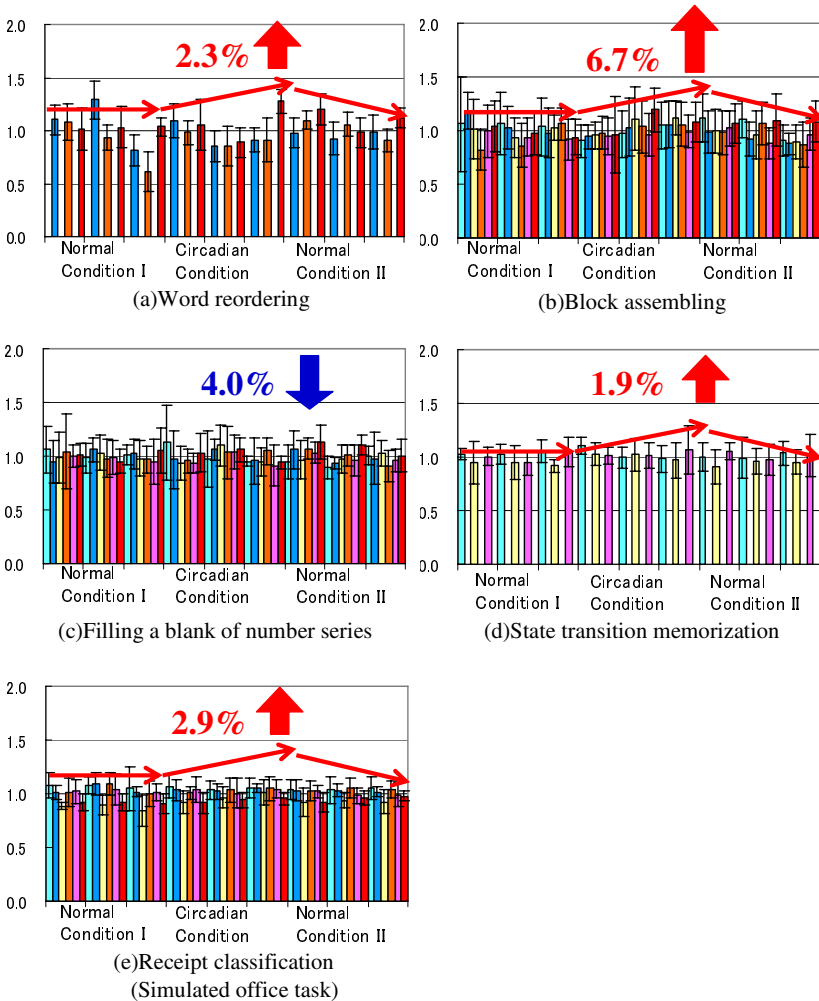 2.0
2.3%
1.5
1.0
0.5
0.0
Normal Condition I
Circadian Condition
Normal Condition II
(a)Word reordering
2.0
6.7%
1.5
1.0
0.5
0.0
Normal Condition I
Circadian Condition
Normal Condition II
(b)Block assembling
2.0
4.0%
1.5
1.0
0.5
0.0
Normal Condition I
Circadian Condition
Normal Condition II
(c)Filling a blank of number series
2.0
1.9%
1.5
1.0
0.5
0.0
Normal Condition I
Circadian Condition
Normal Condition II
(d)State transition memorization
2.0
2.9%
1.5
1.0
0.5
0.0
Normal Condition I
Circadian Condition
Normal Condition II
(e)Receipt classification
(Simulated office task)